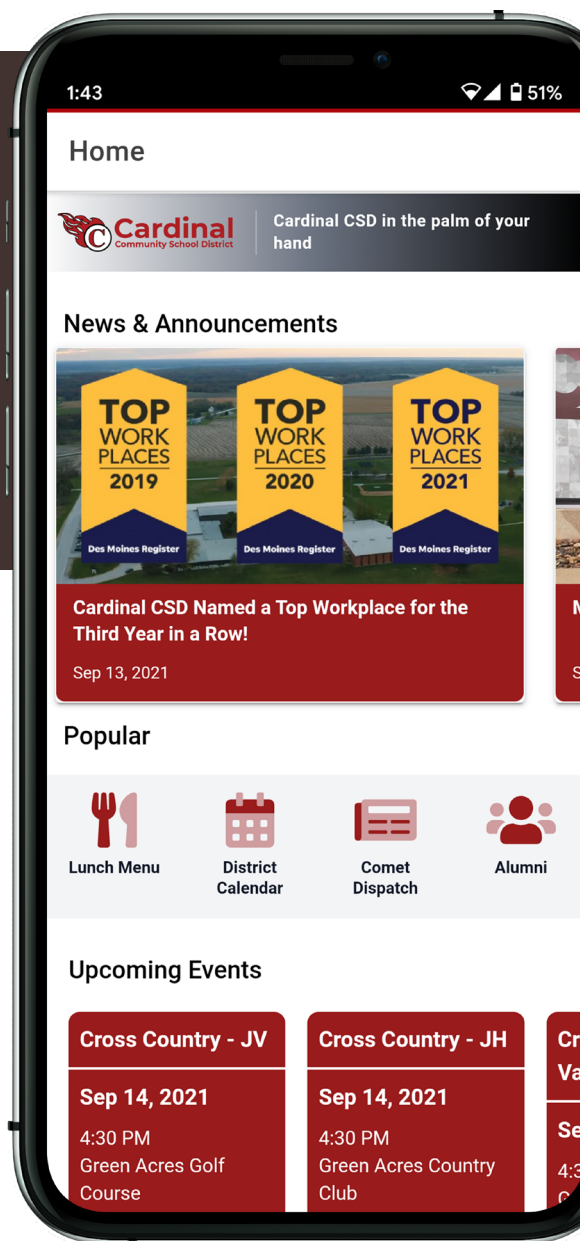 1:43
51%
Home
C
Cardinal
Community School District
Cardinal CSD in the palm of your
hand
News & Announcements
TOP
WORK
PLACES
2019
Des Moines Register
TOP
WORK
PLACES
2020
Des Moines Register
TOP
WORK
PLACES
2021
Des Moines Register
Cardinal CSD Named a Top Workplace for the
Third Year in a Row!
Sep 13, 2021
Popular
Lunch Menu
District
Calendar
Comet
Dispatch
Alumni
Upcoming Events
Cross Country - JV
Sep 14, 2021
4:30 PM
Green Acres Golf
Course
Cross Country - JH
Sep 14, 2021
4:30 PM
Green Acres Country
Club